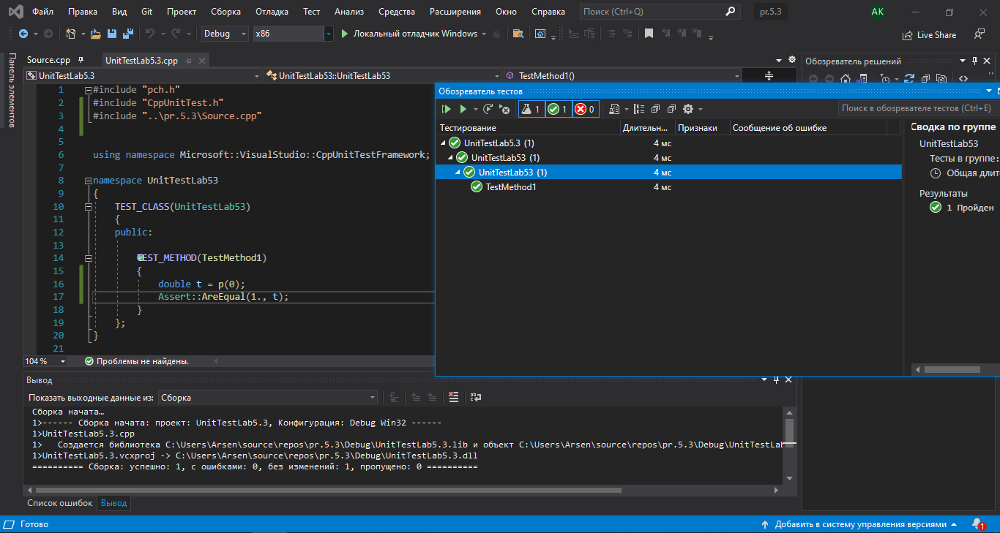 Файл Правка Вид Git Проект Сборка Отладка Тест Анализ Средства Расширения Окно Справка Поиск (Ctrl+Q) pr.5.3 AK
Debug x86 Локальный отладчик Windows Live Share
Панель элементов
Source.cpp UnitTestLab5.3.cpp
UnitTestLab5.3 UnitTestLab53::UnitTestLab53 TestMethod1()
1 #include "pch.h"
2 #include "CppUnitTest.h"
3 #include "..\pr.5.3\Source.cpp"
4
5
6 using namespace Microsoft::VisualStudio::CppUnitTestFramework;
7
8 namespace UnitTestLab53
9 {
10 TEST_CLASS(UnitTestLab53)
11 {
12 public:
13
14 TEST_METHOD(TestMethod1)
15 {
16 double t = p(0);
17 Assert::AreEqual(1., t);
18 }
19 };
20 }
21
104 % Проблемы не найдены.
Обозреватель решений
Обозреватель тестов
1 1 0 Поиск в обозревателе тестов (Ctrl+E)
Тестирование Длительн... Признаки Сообщение об ошибке
UnitTestLab5.3 (1) 4 мс
UnitTestLab53 (1) 4 мс
UnitTestLab53 (1) 4 мс
TestMethod1 4 мс
Сводка по группе
UnitTestLab53
Тесты в группе:
Общая длите
Результаты
1 Пройден
Вывод
Показать выходные данные из: Сборка
Сборка начата…
1>------ Сборка начата: проект: UnitTestLab5.3, Конфигурация: Debug Win32 ------
1>UnitTestLab5.3.cpp
1> Создается библиотека C:\Users\Arsen\source\repos\pr.5.3\Debug\UnitTestLab5.3.lib и объект C:\Users\Arsen\source\repos\pr.5.3\Debug\UnitTestLab
1>UnitTestLab5.3.vcxproj -> C:\Users\Arsen\source\repos\pr.5.3\Debug\UnitTestLab5.3.dll
========== Сборка: успешно: 1, с ошибками: 0, без изменений: 1, пропущено: 0 ==========
Список ошибок Вывод
Готово Добавить в систему управления версиями 1